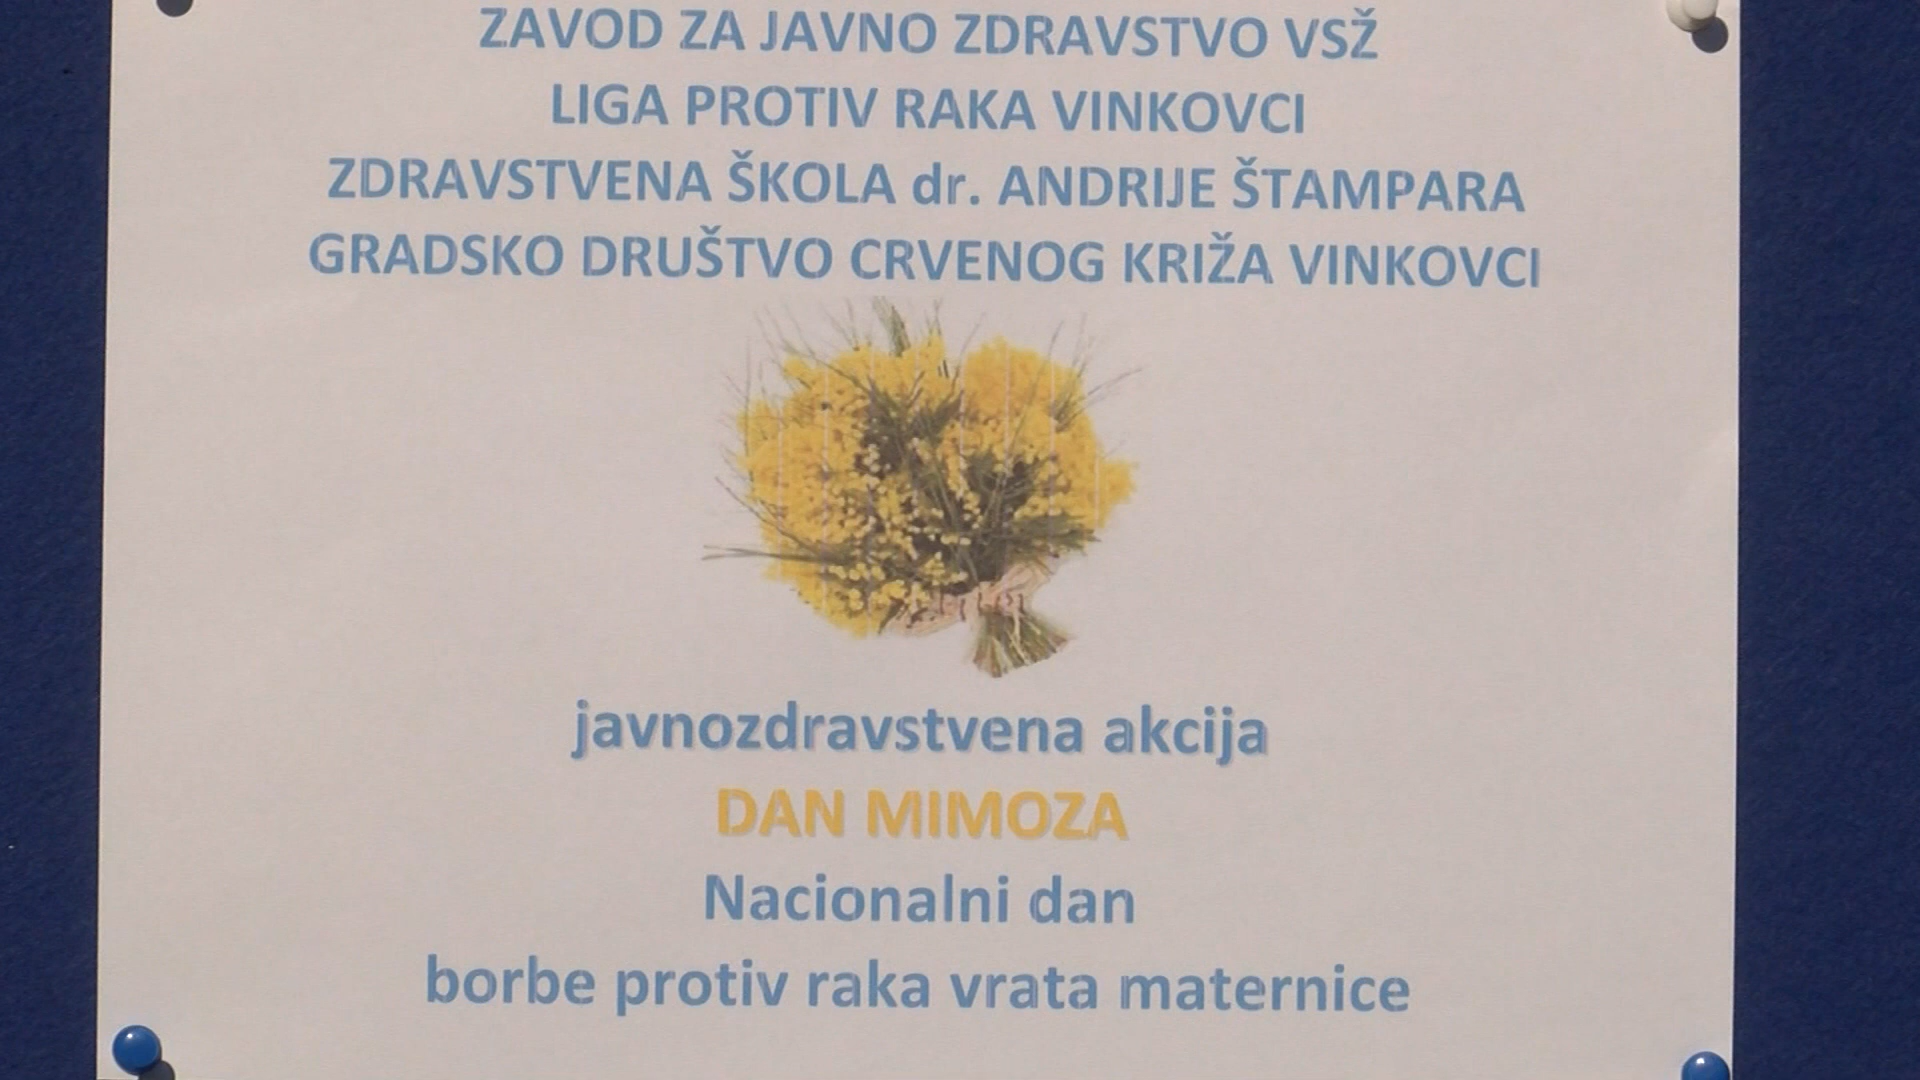 ZAVOD ZA JAVNO ZDRAVSTVO VSŽ
LIGA PROTIV RAKA VINKOVCI
ZDRAVSTVENA ŠKOLA dr. ANDRIJE ŠTAMPARA
GRADSKO DRUŠTVO CRVENOG KRIŽA VINKOVCI
javnozdravstvena akcija
DAN MIMOZA
Nacionalni dan
borbe protiv raka vrata maternice